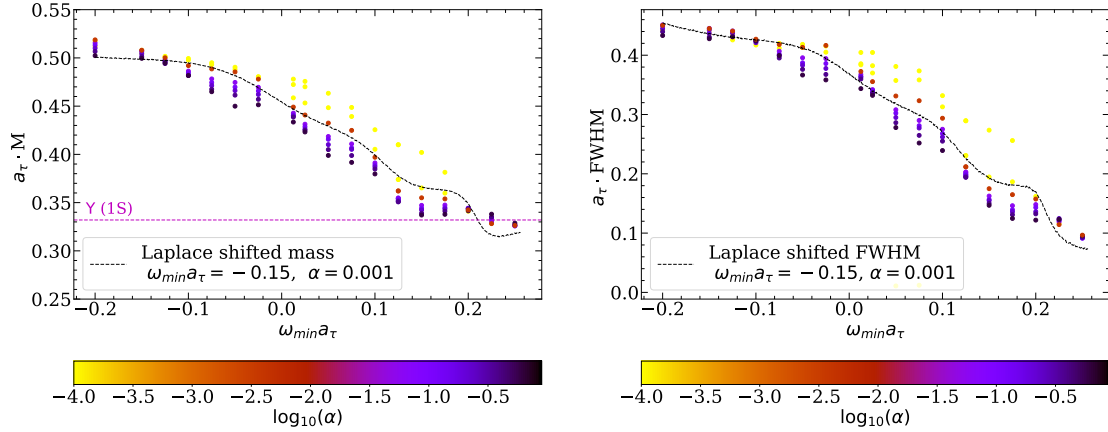 0.55
0.50
0.45
0.40
0.35
0.30
0.25
a_τ · M
Υ (1S)
Laplace shifted mass
ω_min a_τ = −0.15, α = 0.001
−0.2 −0.1 0.0 0.1 0.2
ω_min a_τ
−4.0 −3.5 −3.0 −2.5 −2.0 −1.5 −1.0 −0.5
log₁₀(α)
0.4
0.3
0.2
0.1
0.0
a_τ · FWHM
Laplace shifted FWHM
ω_min a_τ = −0.15, α = 0.001
−0.2 −0.1 0.0 0.1 0.2
ω_min a_τ
−4.0 −3.5 −3.0 −2.5 −2.0 −1.5 −1.0 −0.5
log₁₀(α)